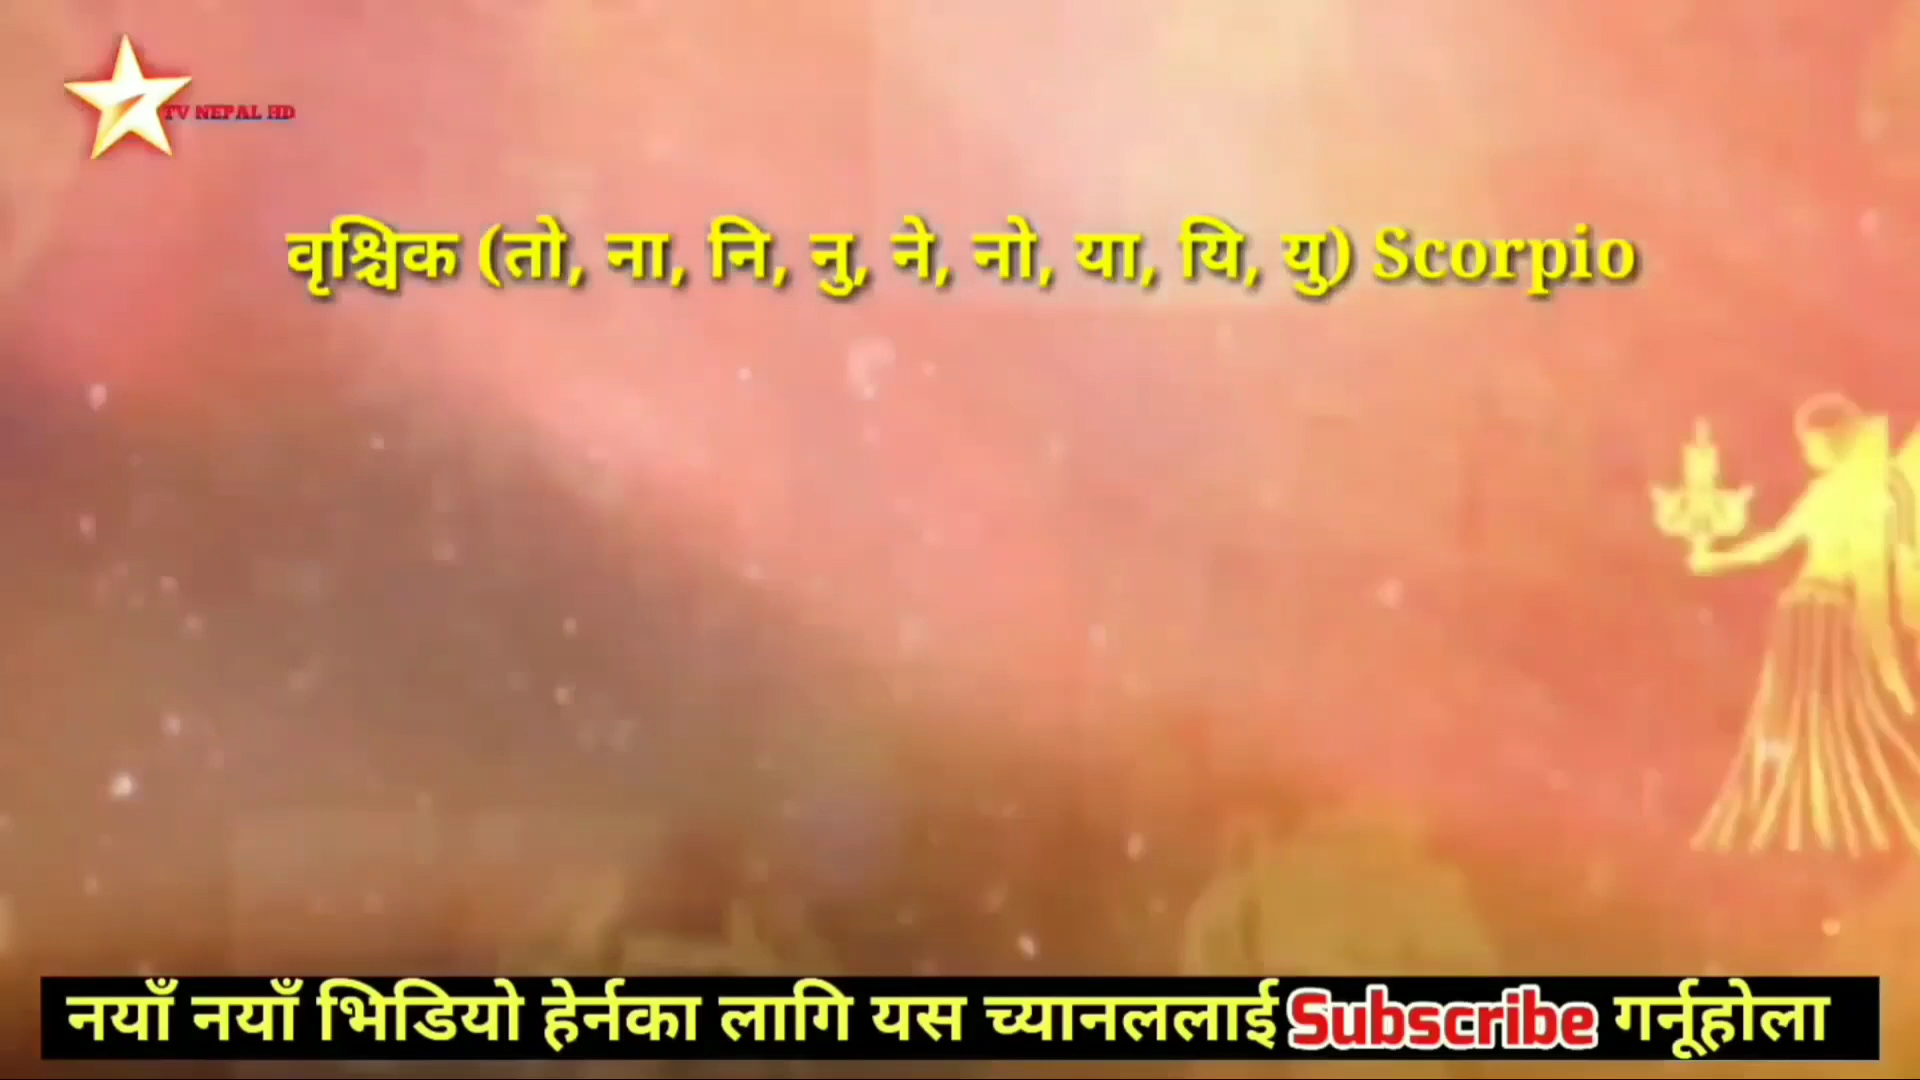 TV NEPAL HD
वृश्चिक (तो, ना, नि, नु, ने, नो, या, यि, यु) Scorpio
नयाँ नयाँ भिडियो हेर्नका लागि यस च्यानललाई Subscribe गर्नूहोला